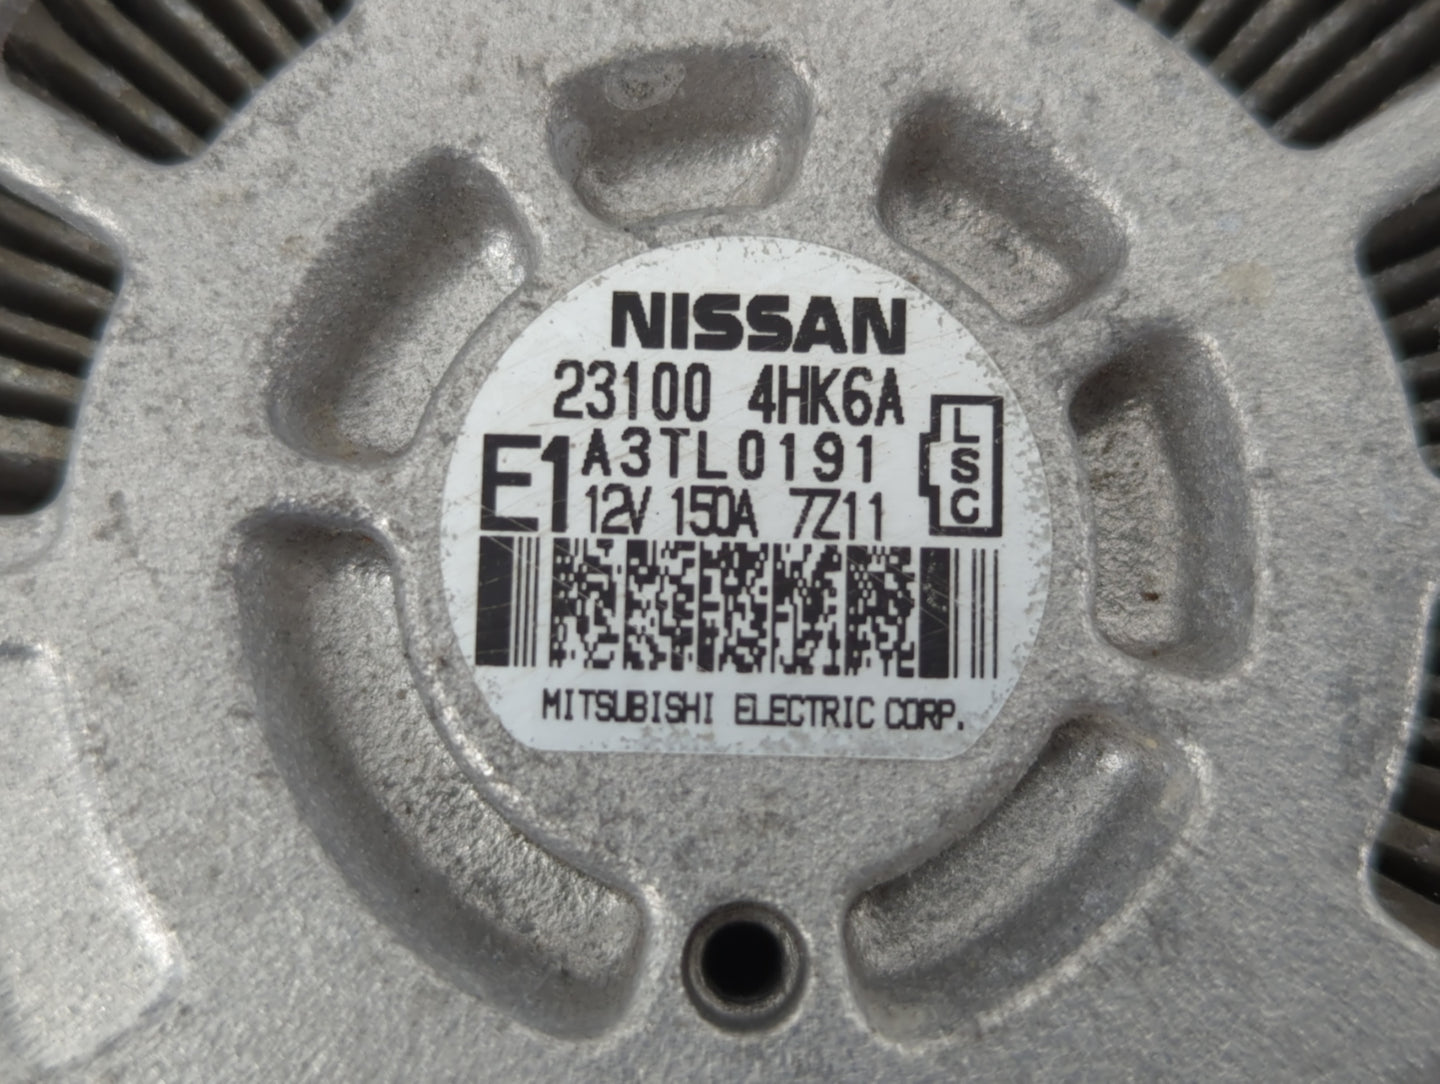 NISSAN
23100 4HK6A
E1 A3TL0191
12V 150A 7Z11
L
S
C
MITSUBISHI ELECTRIC CORP.